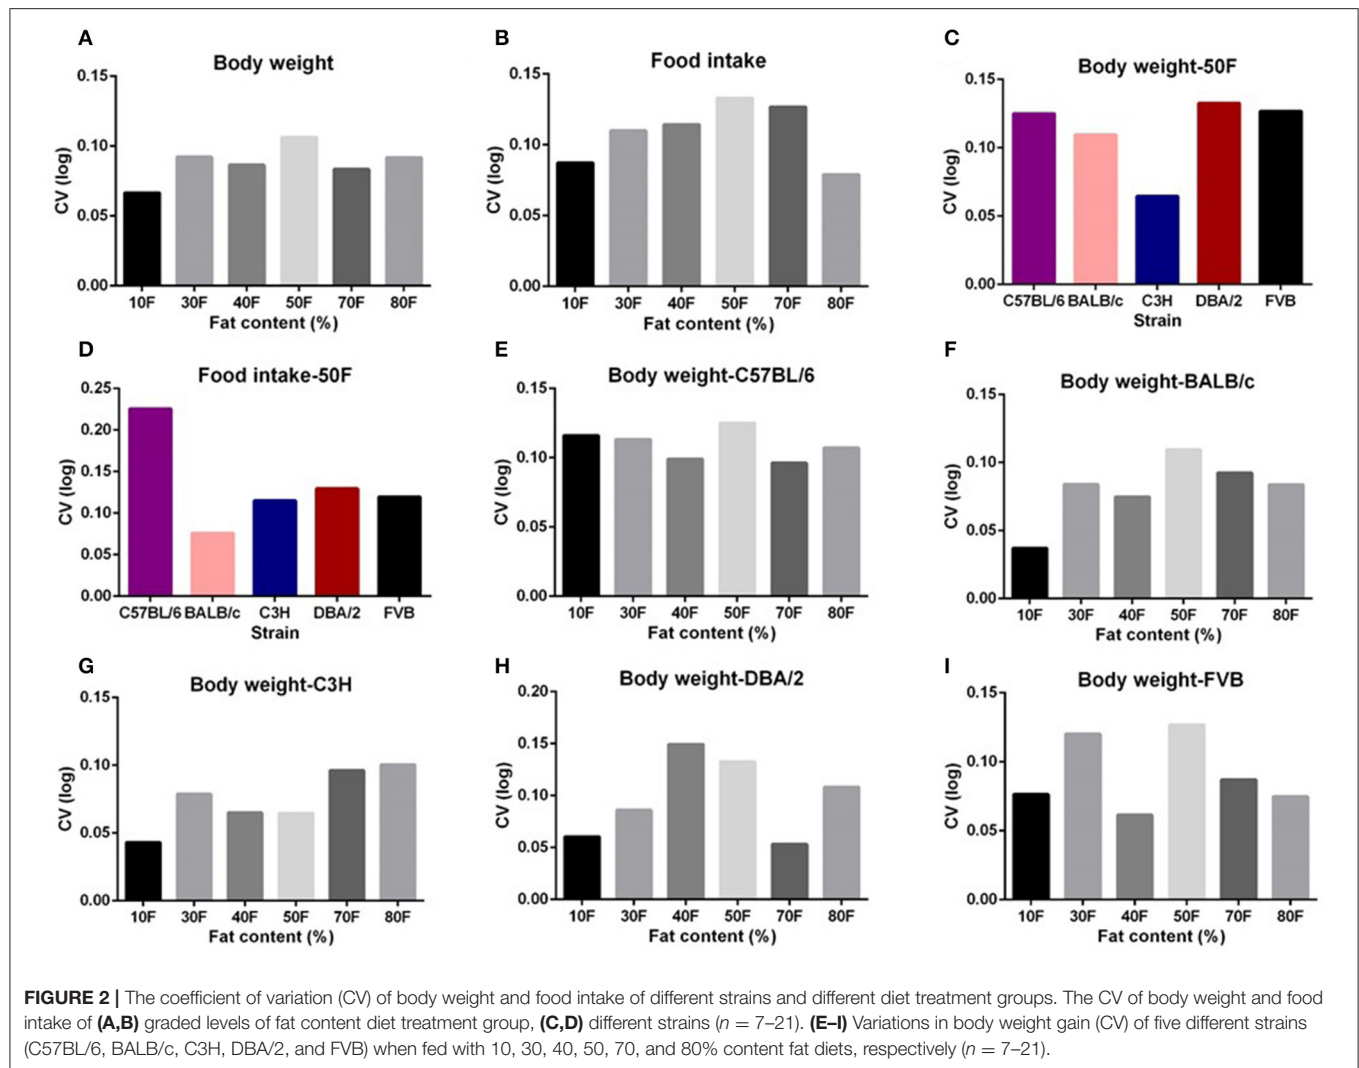 A
Body weight
CV (log)
0.15
0.10
0.05
0.00
10F 30F 40F 50F 70F 80F
Fat content (%)
B
Food intake
CV (log)
0.15
0.10
0.05
0.00
10F 30F 40F 50F 70F 80F
Fat content (%)
C
Body weight-50F
CV (log)
0.15
0.10
0.05
0.00
C57BL/6 BALB/c C3H DBA/2 FVB
Strain
D
Food intake-50F
CV (log)
0.25
0.20
0.15
0.10
0.05
0.00
C57BL/6 BALB/c C3H DBA/2 FVB
Strain
E
Body weight-C57BL/6
CV (log)
0.15
0.10
0.05
0.00
10F 30F 40F 50F 70F 80F
Fat content (%)
F
Body weight-BALB/c
CV (log)
0.15
0.10
0.05
0.00
10F 30F 40F 50F 70F 80F
Fat content (%)
G
Body weight-C3H
CV (log)
0.15
0.10
0.05
0.00
10F 30F 40F 50F 70F 80F
Fat content (%)
H
Body weight-DBA/2
CV (log)
0.20
0.15
0.10
0.05
0.00
10F 30F 40F 50F 70F 80F
Fat content (%)
I
Body weight-FVB
CV (log)
0.15
0.10
0.05
0.00
10F 30F 40F 50F 70F 80F
Fat content (%)
FIGURE 2 | The coefficient of variation (CV) of body weight and food intake of different strains and different diet treatment groups. The CV of body weight and food
intake of (A,B) graded levels of fat content diet treatment group, (C,D) different strains (n = 7–21). (E–I) Variations in body weight gain (CV) of five different strains
(C57BL/6, BALB/c, C3H, DBA/2, and FVB) when fed with 10, 30, 40, 50, 70, and 80% content fat diets, respectively (n = 7–21).